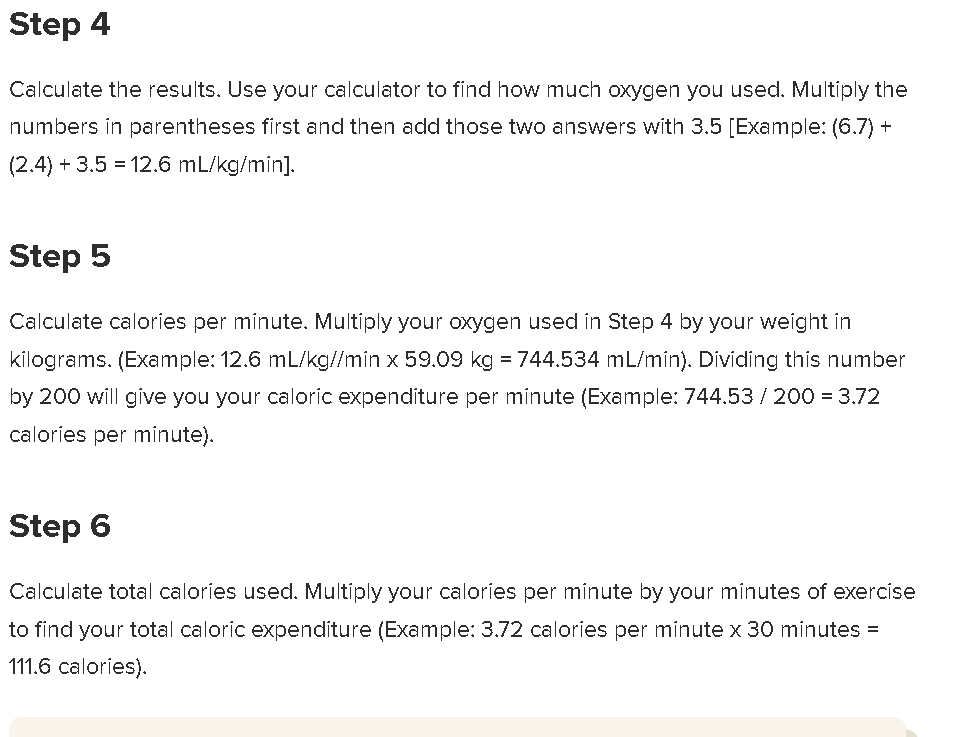 Step 4
Calculate the results. Use your calculator to find how much oxygen you used. Multiply the
numbers in parentheses first and then add those two answers with 3.5 [Example: (6.7) +
(2.4) + 3.5 = 12.6 mL/kg/min].
Step 5
Calculate calories per minute. Multiply your oxygen used in Step 4 by your weight in
kilograms. (Example: 12.6 mL/kg//min x 59.09 kg = 744.534 mL/min). Dividing this number
by 200 will give you your caloric expenditure per minute (Example: 744.53 / 200 = 3.72
calories per minute).
Step 6
Calculate total calories used. Multiply your calories per minute by your minutes of exercise
to find your total caloric expenditure (Example: 3.72 calories per minute x 30 minutes =
111.6 calories).